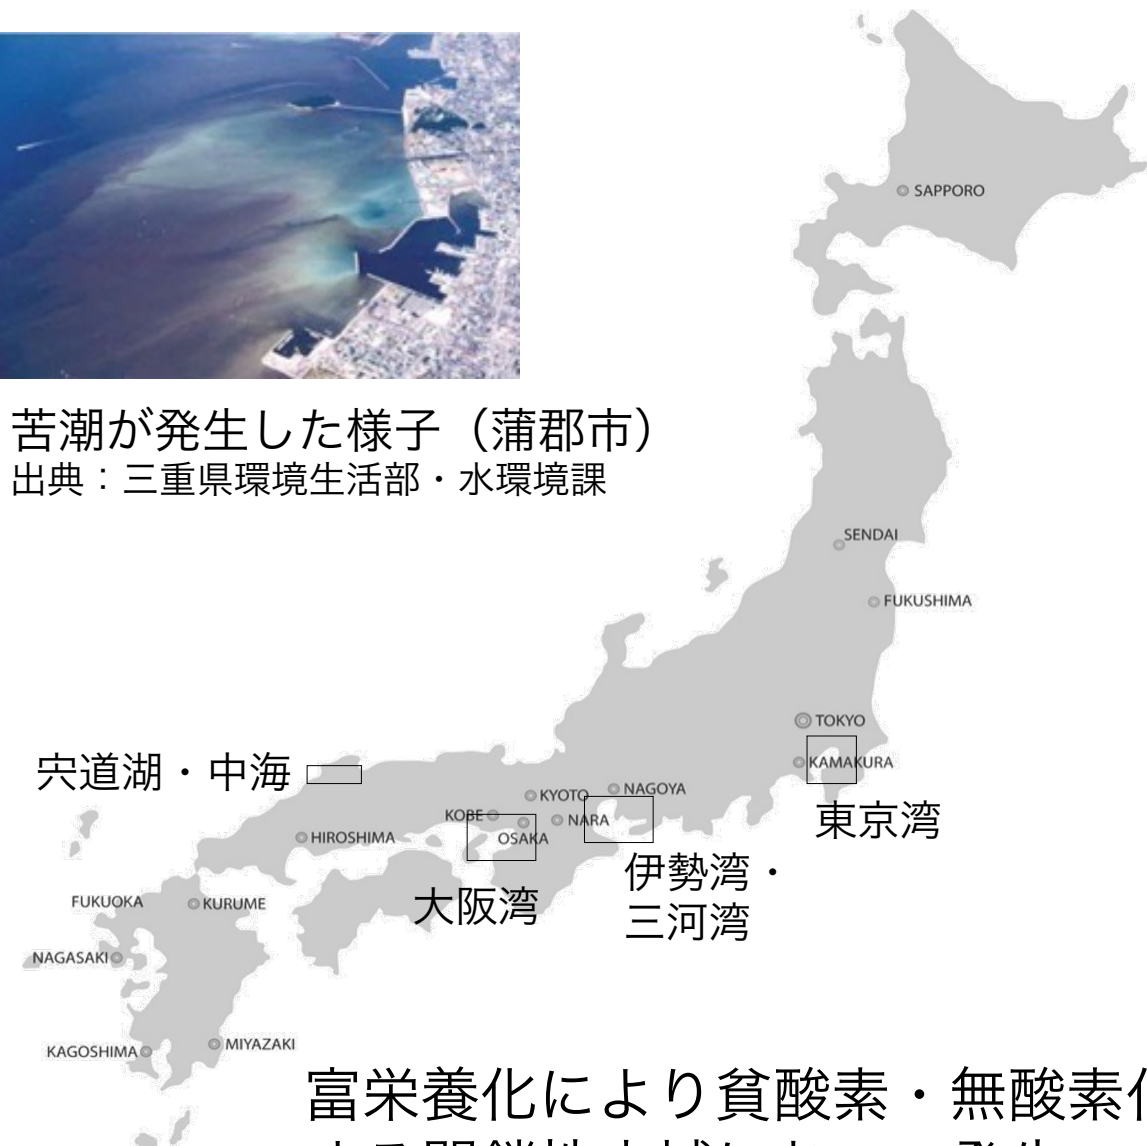 苦潮が発生した様子（蒲郡市）
出典：三重県環境生活部・水環境課
SAPPORO
SENDAI
FUKUSHIMA
TOKYO
KAMAKURA
東京湾
宍道湖・中海
KYOTO
NAGOYA
KOBE
NARA
OSAKA
HIROSHIMA
伊勢湾・
三河湾
大阪湾
FUKUOKA
KURUME
NAGASAKI
KAGOSHIMA
MIYAZAKI
富栄養化により貧酸素・無酸素